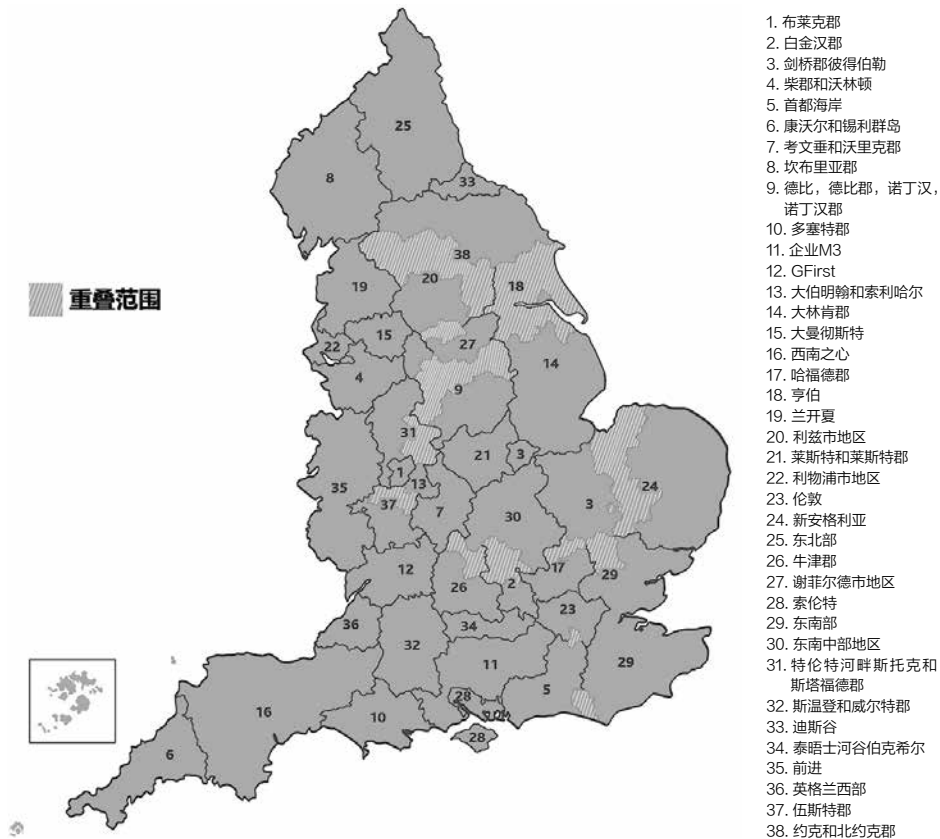 1. 布莱克郡
2. 白金汉郡
3. 剑桥郡彼得伯勒
4. 柴郡和沃林顿
5. 首都海岸
6. 康沃尔和锡利群岛
7. 考文垂和沃里克郡
8. 坎布里亚郡
9. 德比，德比郡，诺丁汉，
诺丁汉郡
10. 多塞特郡
11. 企业M3
12. GFirst
13. 大伯明翰和索利哈尔
14. 大林肯郡
15. 大曼彻斯特
16. 西南之心
17. 哈福德郡
18. 亨伯
19. 兰开夏
20. 利兹市地区
21. 莱斯特和莱斯特郡
22. 利物浦市地区
23. 伦敦
24. 新安格利亚
25. 东北部
26. 牛津郡
27. 谢菲尔德市地区
28. 索伦特
29. 东南部
30. 东南中部地区
31. 特伦特河畔斯托克和
斯塔福德郡
32. 斯温登和威尔特郡
33. 迪斯谷
34. 泰晤士河谷伯克希尔
35. 前进
36. 英格兰西部
37. 伍斯特郡
38. 约克和北约克郡
重叠范围
25
8
33
38
20
18
19
15
27
22
4
14
9
31
21
3
1
13
35
37
7
30
3
24
12
26
2
17
29
36
34
23
32
11
29
28
5
16
10
28
6